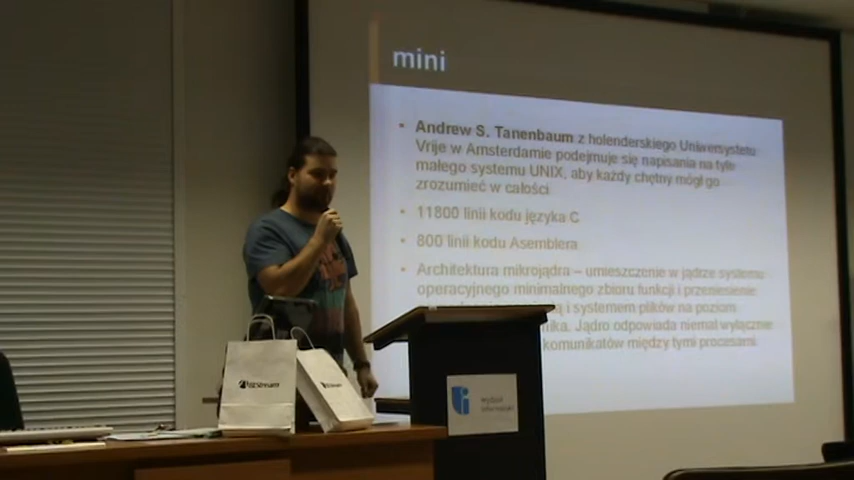 mini
• Andrew S. Tanenbaum z holenderskiego Uniwersytetu
Vrije w Amsterdamie podejmuje się napisania na tyle
małego systemu UNIX, aby każdy chętny mógł go
zrozumieć w całości
• 11800 linii kodu języka C
• 800 linii kodu Asemblera
• Architektura mikrojądra – umieszczenie w jądrze systemu
operacyjnego minimalnego zbioru funkcji i przeniesienie
i systemem plików na poziom
Jądro odpowiada niemal wyłącznie
komunikatów między tymi procesami.
wydział
informatyki